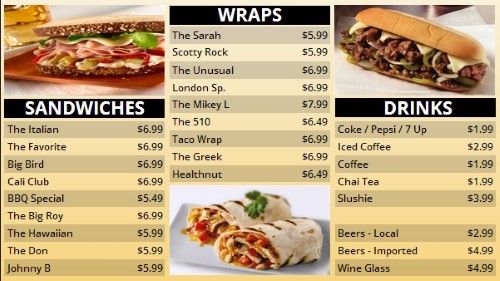 WRAPS
The Sarah $5.99
Scotty Rock $5.99
The Unusual $6.99
London Sp. $6.99
The Mikey L $7.99
The 510 $6.49
Taco Wrap $6.99
The Greek $6.99
Healthnut $6.49
SANDWICHES
The Italian $6.99
The Favorite $6.99
Big Bird $6.99
Cali Club $6.99
BBQ Special $5.49
The Big Roy $6.99
The Hawaiian $5.99
The Don $5.99
Johnny B $5.99
DRINKS
Coke / Pepsi / 7 Up $1.99
Iced Coffee $2.99
Coffee $1.99
Chai Tea $1.99
Slushie $3.99
Beers - Local $2.99
Beers - Imported $4.99
Wine Glass $4.99